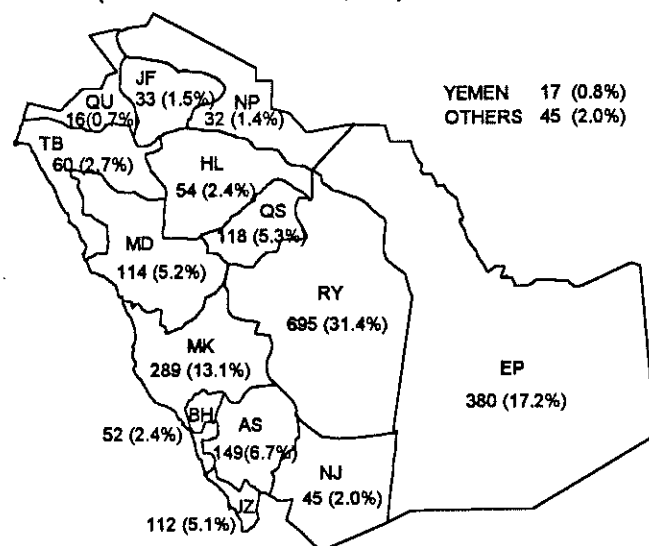 JF
33 (1.5%)
QU
16(0.7%)
NP
32 (1.4%)
YEMEN 17 (0.8%)
OTHERS 45 (2.0%)
TB
60 (2.7%)
HL
54 (2.4%)
QS
118 (5.3%)
MD
114 (5.2%)
RY
695 (31.4%)
MK
289 (13.1%)
EP
380 (17.2%)
BH
52 (2.4%)
AS
149(6.7%)
NJ
45 (2.0%)
JZ
112 (5.1%)